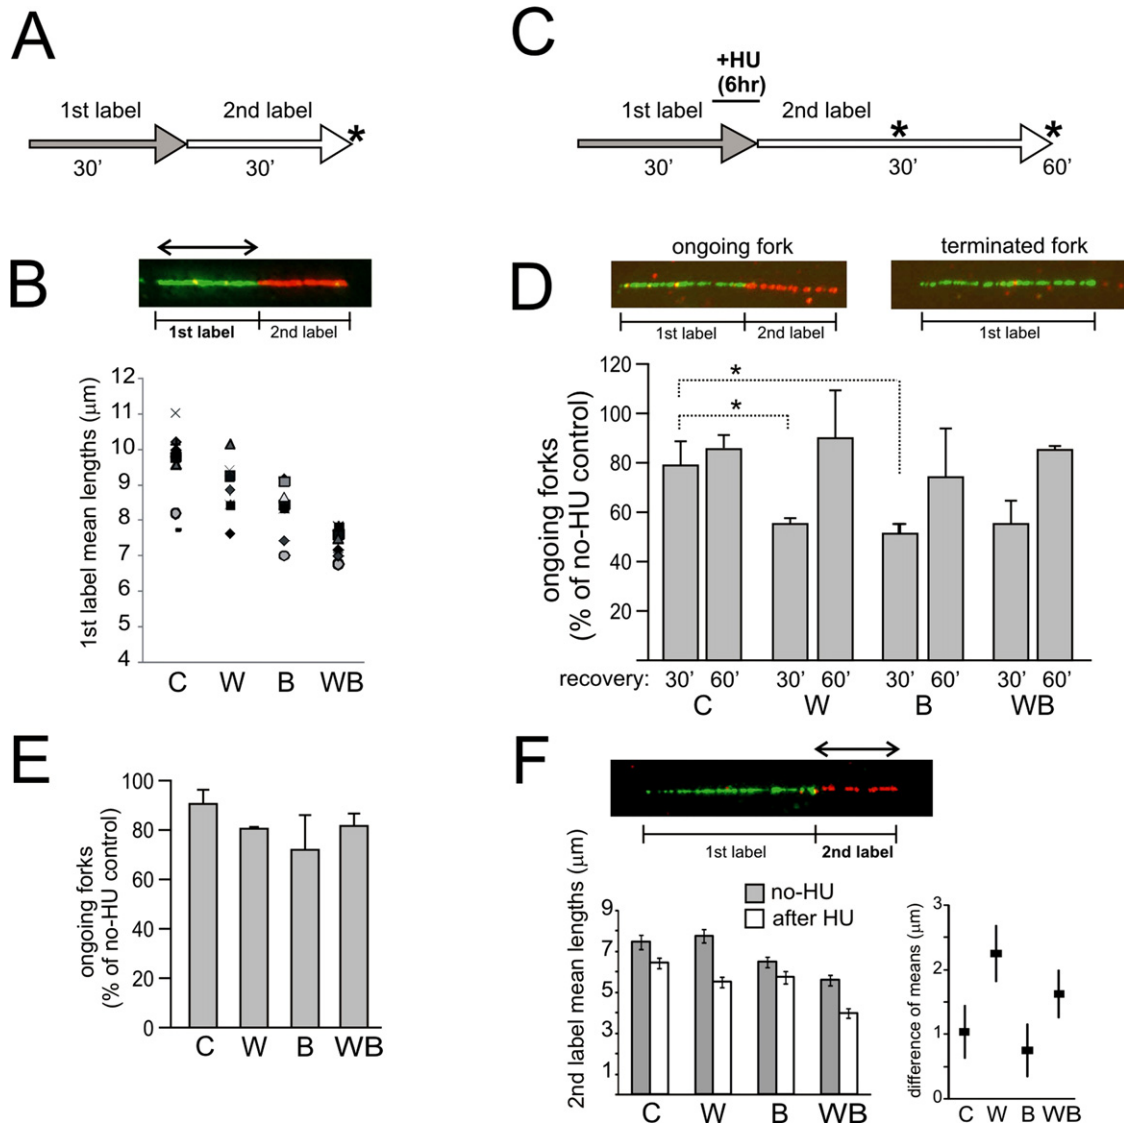 A
1st label
2nd label
*
30’
30’
C
+HU
(6hr)
1st label
2nd label
*
*
30’
30’
60’
B
1st label
2nd label
1st label mean lengths (μm)
12
11
10
9
8
7
6
5
4
C W B WB
D
ongoing fork
terminated fork
1st label
2nd label
1st label
ongoing forks
(% of no-HU control)
120
100
80
60
40
20
*
*
recovery: 30’ 60’ 30’ 60’ 30’ 60’ 30’ 60’
C W B WB
E
ongoing forks
(% of no-HU control)
100
80
60
40
20
0
C W B WB
F
1st label
2nd label
2nd label mean lengths (μm)
no-HU
after HU
9
7
5
3
1
C W B WB
difference of means (μm)
3
2
1
0
C W B WB